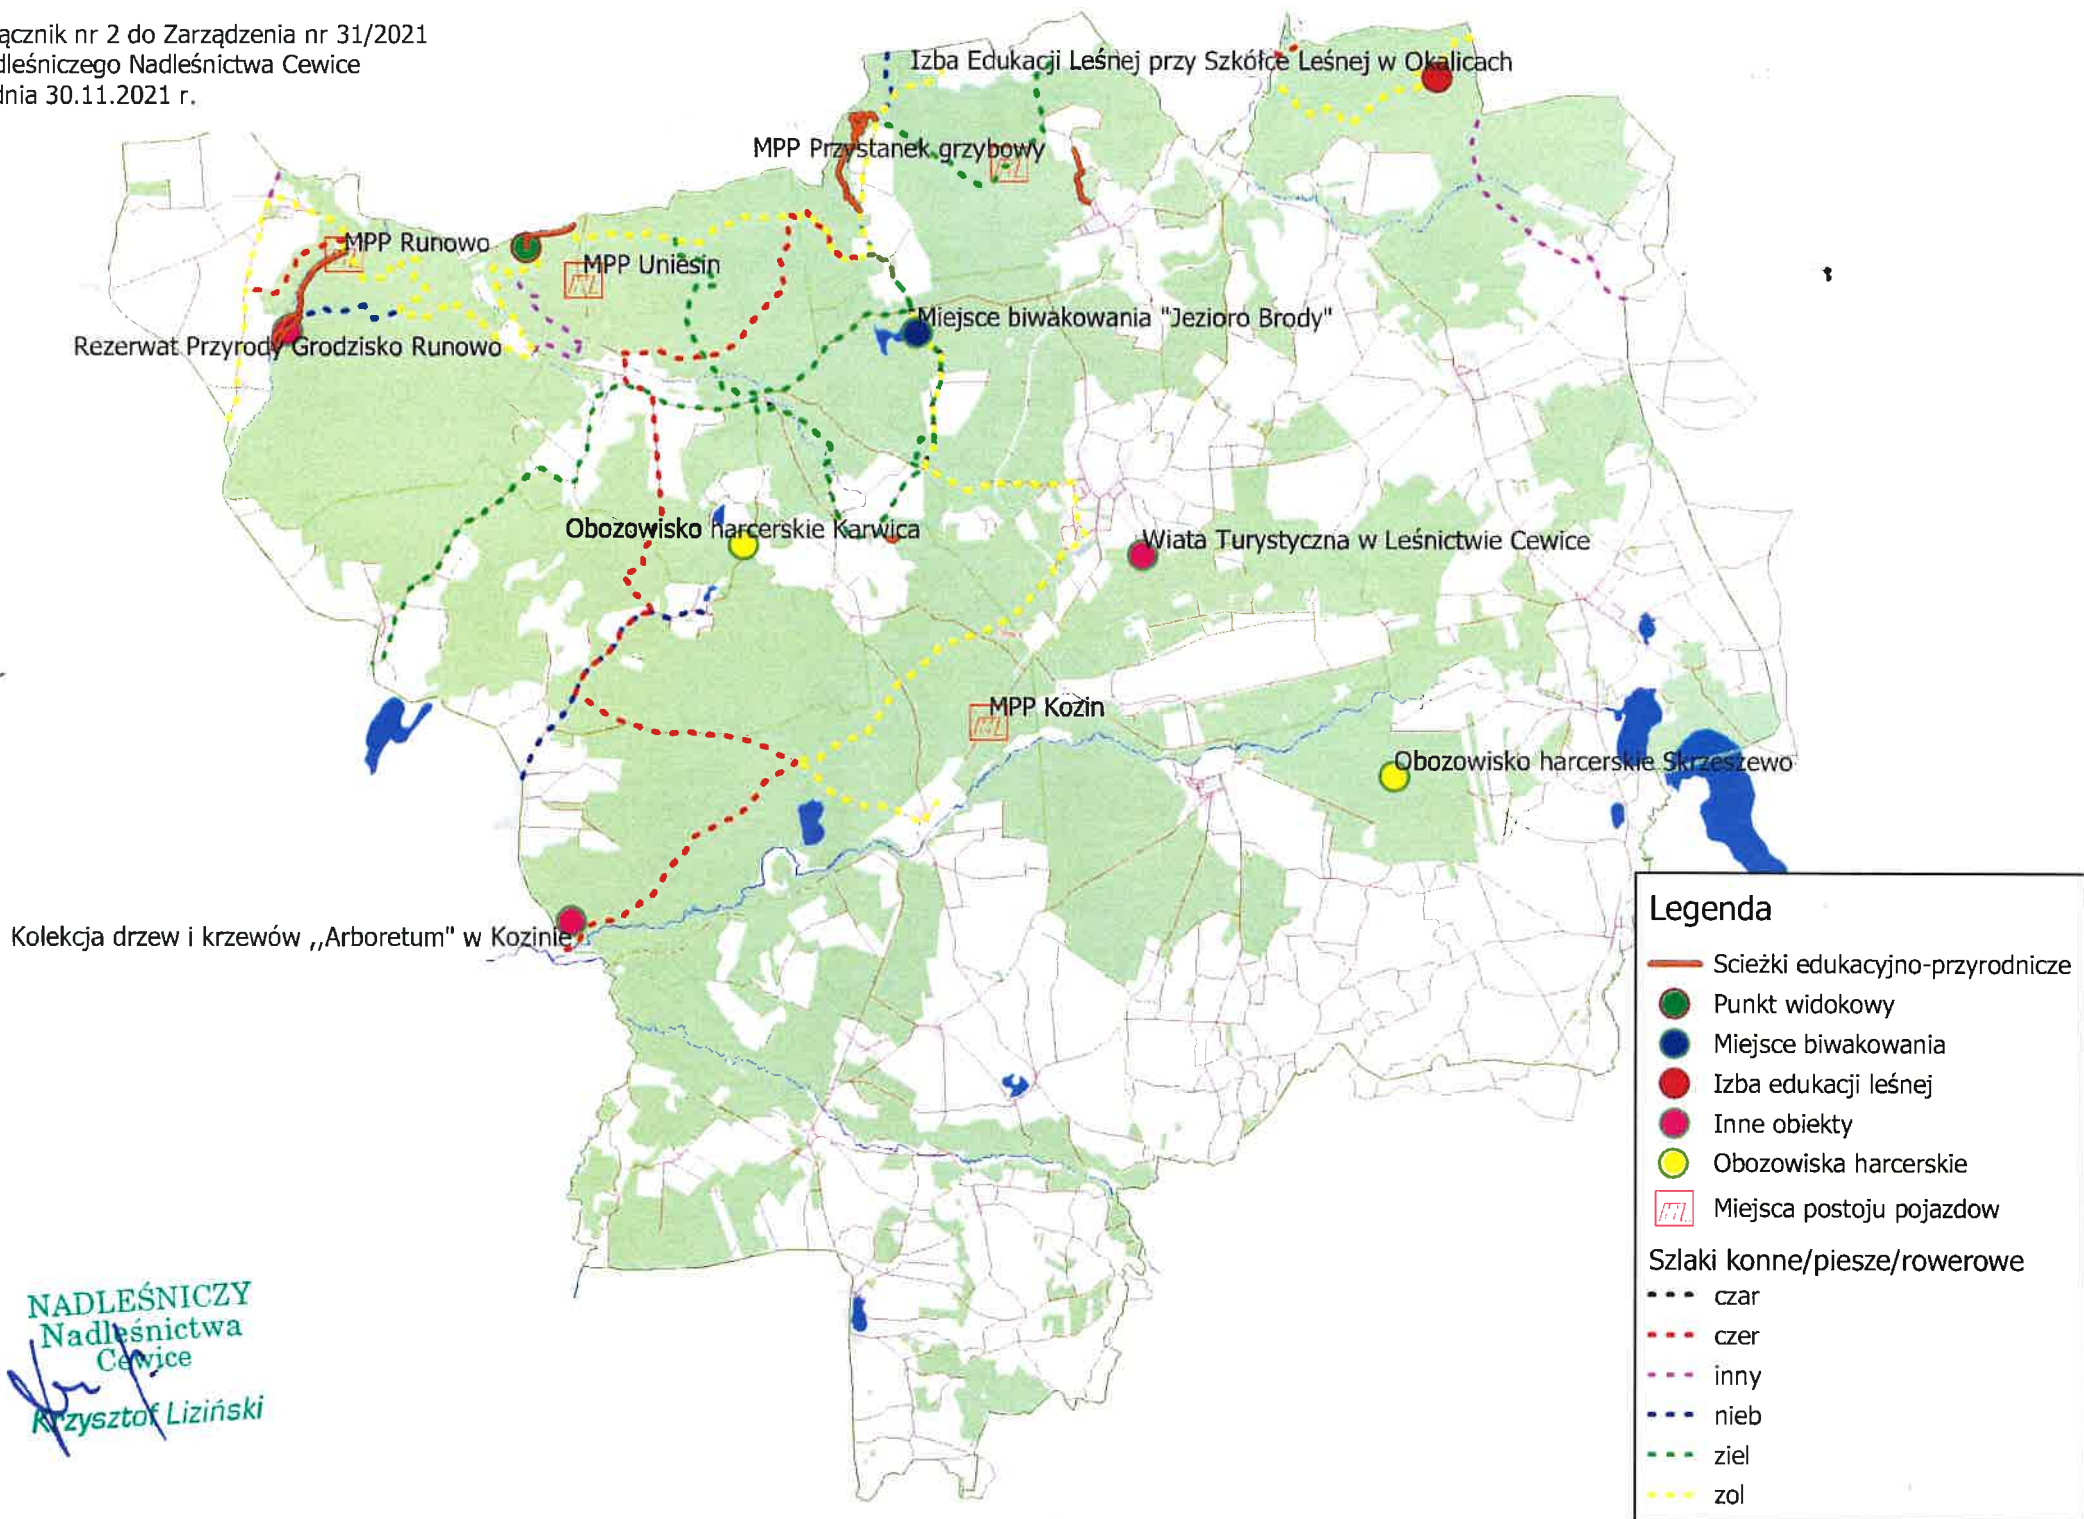 ącznik nr 2 do Zarządzenia nr 31/2021
dleśniczego Nadleśnictwa Cewice
dnia 30.11.2021 r.
Izba Edukacji Leśnej przy Szkółce Leśnej w Okalicach
MPP Przystanek grzybowy
MPP Runowo
MPP Uniesin
Miejsce biwakowania "Jezioro Brody"
Rezerwat Przyrody Grodzisko Runowo
Obozowisko harcerskie Karwica
Wiata Turystyczna w Leśnictwie Cewice
MPP Kozin
Obozowisko harcerskie Skrzeszewo
Kolekcja drzew i krzewów ,,Arboretum" w Kozinie
Legenda
Scieżki edukacyjno-przyrodnicze
Punkt widokowy
Miejsce biwakowania
Izba edukacji leśnej
Inne obiekty
Obozowiska harcerskie
Miejsca postoju pojazdow
Szlaki konne/piesze/rowerowe
czar
czer
inny
nieb
ziel
zol
NADLEŚNICZY
Nadleśnictwa
Cewice
Krzysztof Liziński